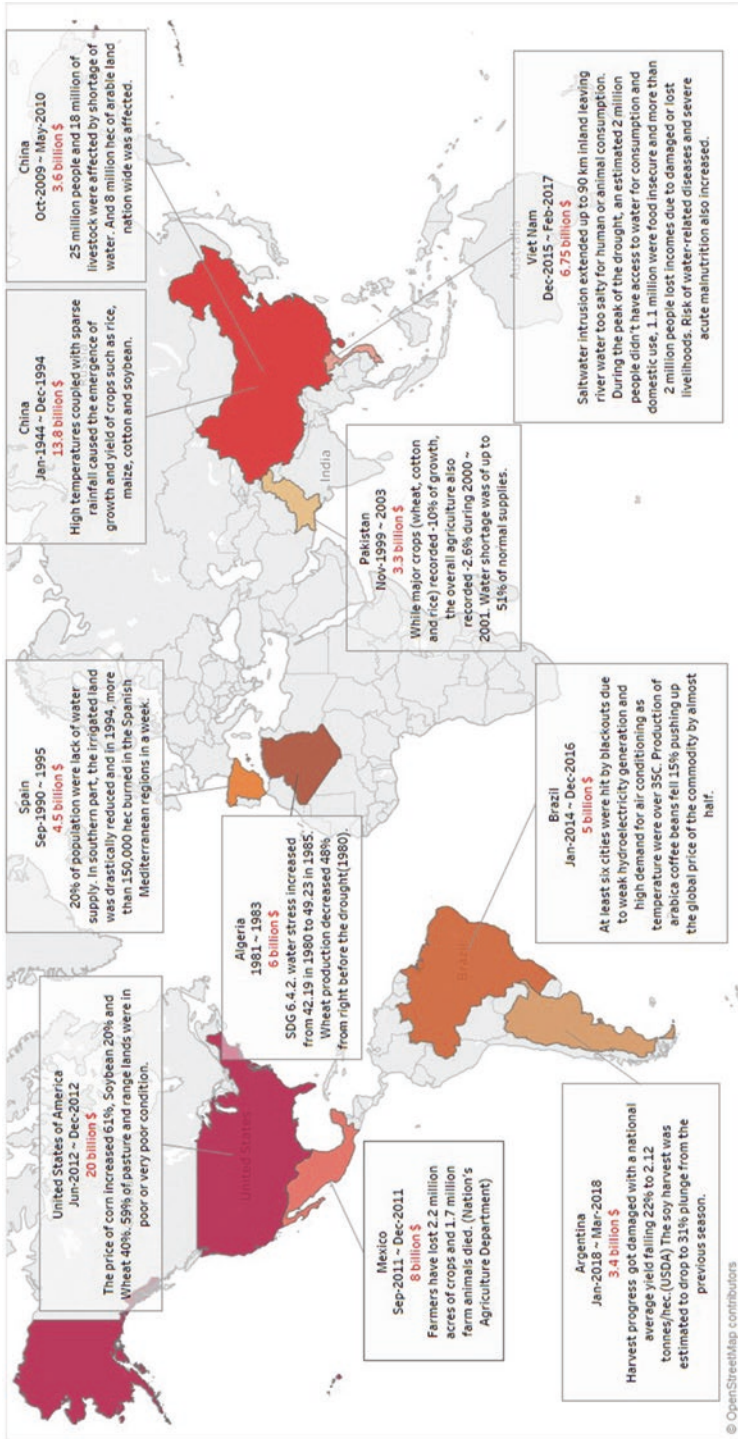 United States of America
Jun-2012 ~ Dec-2012
20 billion $
The price of corn increased 61%, Soybean 20% and
Wheat 40%. 59% of pasture and range lands were in
poor or very poor condition.
Spain
Sep-1990 ~ 1995
4.5 billion $
20% of population were lack of water
supply. In southern part, the irrigated land
was drastically reduced and in 1994, more
than 150,000 hec burned in the Spanish
Mediterranean regions in a week.
China
Jan-1944 ~ Dec-1994
13.8 billion $
High temperatures coupled with sparse
rainfall caused the emergence of
growth and yield of crops such as rice,
maize, cotton and soybean.
China
Oct-2009 ~ May-2010
3.6 billion $
25 million people and 18 million of
livestock were affected by shortage of
water. And 8 million hec of arable land
nation wide was affected.
United States
Algeria
1981 ~ 1983
6 billion $
SDG 6.4.2. water stress increased
from 42.19 in 1980 to 49.23 in 1985.
Wheat production decreased 48%
from right before the drought(1980).
Mexico
Sep-2011 ~ Dec-2011
8 billion $
Farmers have lost 2.2 million
acres of crops and 1.7 million
farm animals died. (Nation's
Agriculture Department)
India
Pakistan
Nov-1999 ~ 2003
3.3 billion $
While major crops (wheat, cotton
and rice) recorded -10% of growth,
the overall agriculture also
recorded -2.6% during 2000 ~
2001. Water shortage was of up to
51% of normal supplies.
Brazil
Argentina
Jan-2018 ~ Mar-2018
3.4 billion $
Harvest progress got damaged with a national
average yield falling 22% to 2.12
tonnes/hec.(USDA) The soy harvest was
estimated to drop to 31% plunge from the
previous season.
Brazil
Jan-2014 ~ Dec-2016
5 billion $
At least six cities were hit by blackouts due
to weak hydroelectricity generation and
high demand for air conditioning as
temperature were over 35C. Production of
arabica coffee beans fell 15% pushing up
the global price of the commodity by almost
half.
Australia
Viet Nam
Dec-2015 ~ Feb-2017
6.75 billion $
Saltwater intrusion extended up to 90 km inland leaving
river water too salty for human or animal consumption.
During the peak of the drought, an estimated 2 million
people didn't have access to water for consumption and
domestic use, 1.1 million were food insecure and more than
2 million people lost incomes due to damaged or lost
livelihoods. Risk of water-related diseases and severe
acute malnutrition also increased.
© OpenStreetMap contributors